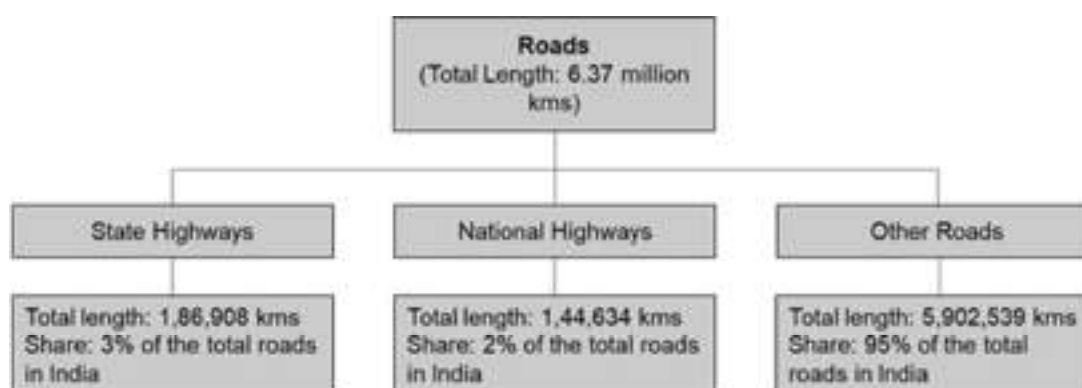 Roads
(Total Length: 6.37 million
kms)
State Highways
National Highways
Other Roads
Total length: 1,86,908 kms
Share: 3% of the total roads
in India
Total length: 1,44,634 kms
Share: 2% of the total roads
in India
Total length: 5,902,539 kms
Share: 95% of the total
roads in India